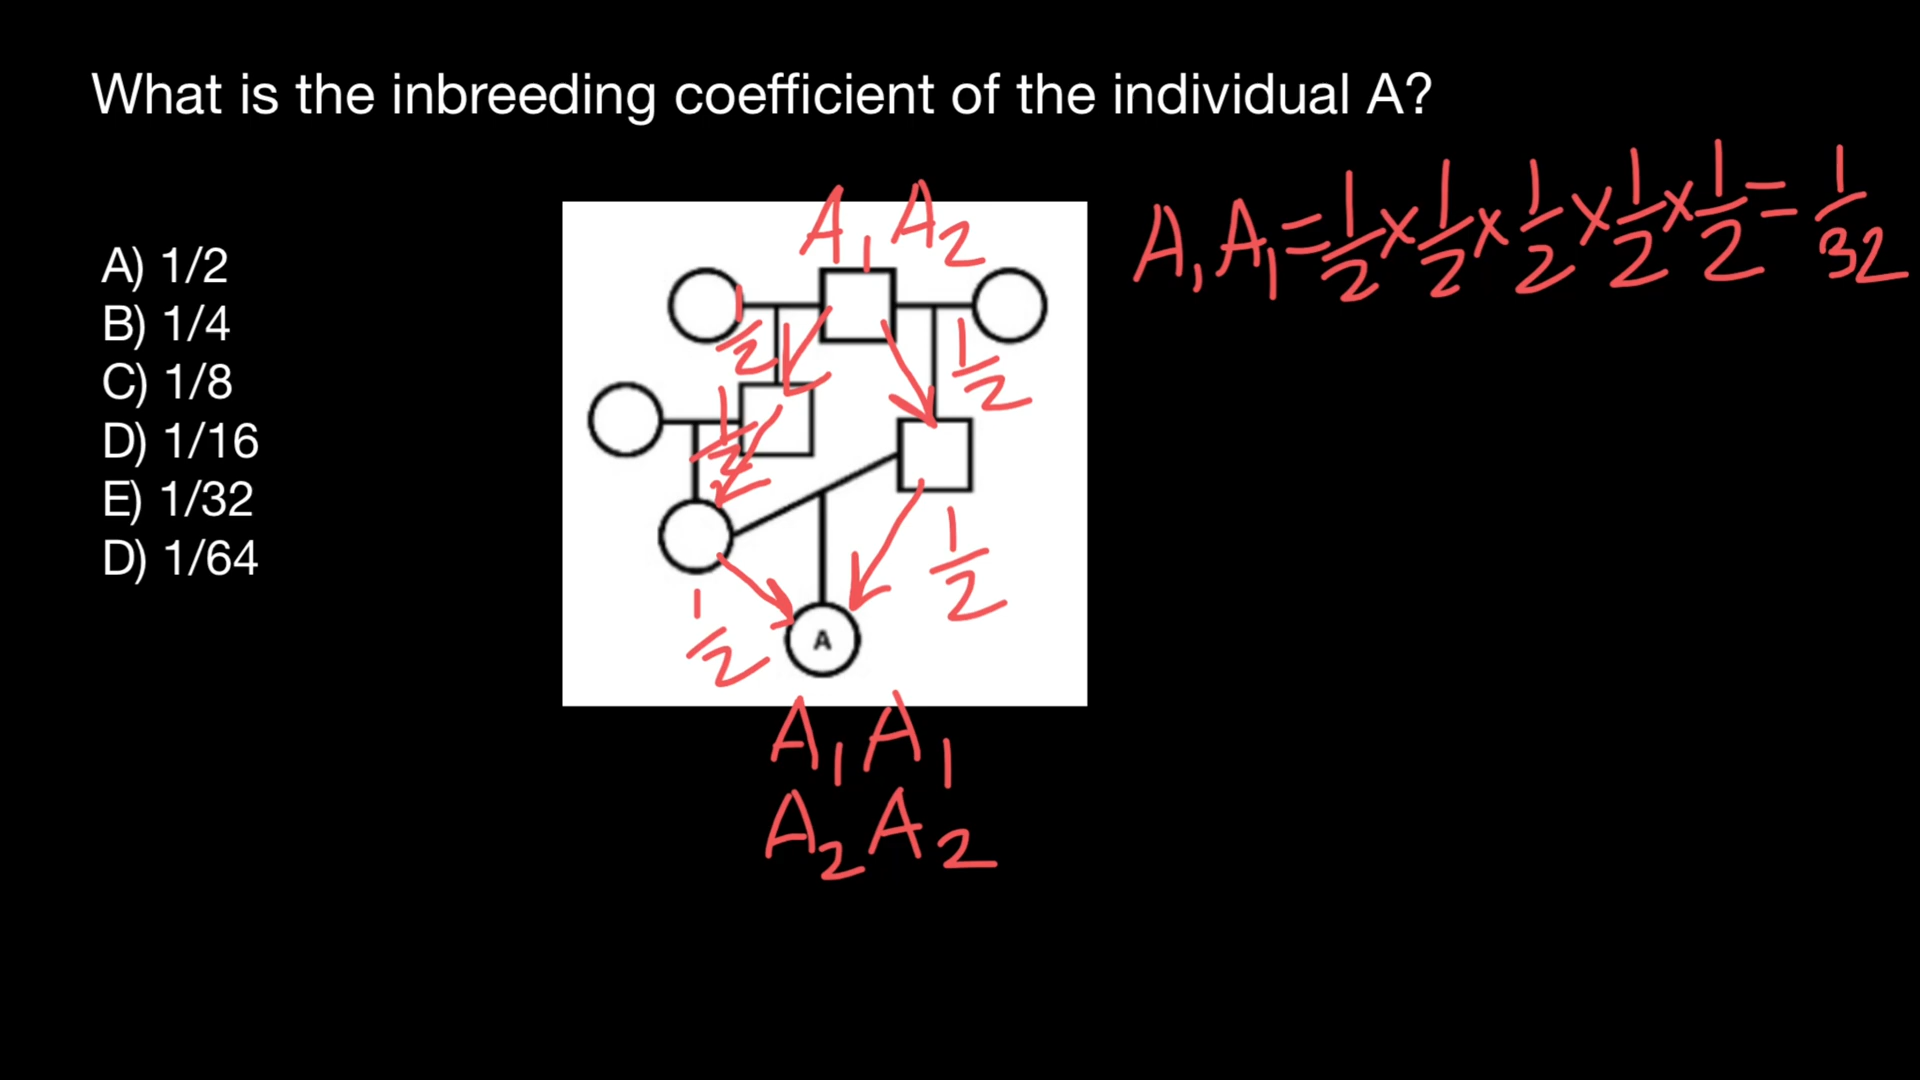 What is the inbreeding coefficient of the individual A?
A) 1/2
B) 1/4
C) 1/8
D) 1/16
E) 1/32
D) 1/64
A₁ A₂
1/2
1/2
1/2
1/2
1/2
A
A₁A₁
A₂A₂
A₁A₁ = 1/2 × 1/2 × 1/2 × 1/2 × 1/2 = 1/32